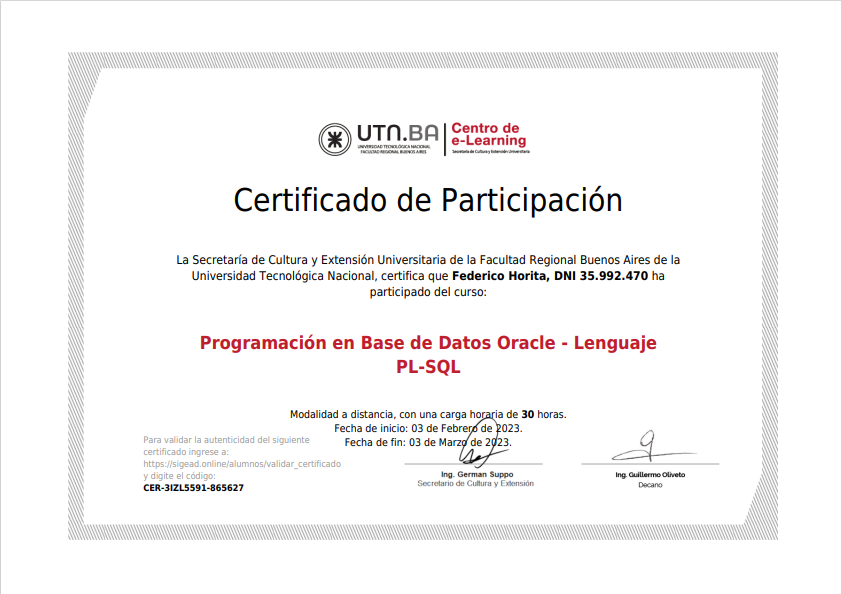 UTN.BA
UNIVERSIDAD TECNOLÓGICA NACIONAL
FACULTAD REGIONAL BUENOS AIRES
Centro de
e-Learning
Secretaría de Cultura y Extensión Universitaria
Certificado de Participación
La Secretaría de Cultura y Extensión Universitaria de la Facultad Regional Buenos Aires de la
Universidad Tecnológica Nacional, certifica que Federico Horita, DNI 35.992.470 ha
participado del curso:
Programación en Base de Datos Oracle - Lenguaje
PL-SQL
Modalidad a distancia, con una carga horaria de 30 horas.
Fecha de inicio: 03 de Febrero de 2023.
Fecha de fin: 03 de Marzo de 2023.
Para validar la autenticidad del siguiente
certificado ingrese a:
https://sigead.online/alumnos/validar_certificado
y digite el código:
CER-3IZL5591-865627
Ing. German Suppo
Secretario de Cultura y Extensión
Ing. Guillermo Oliveto
Decano